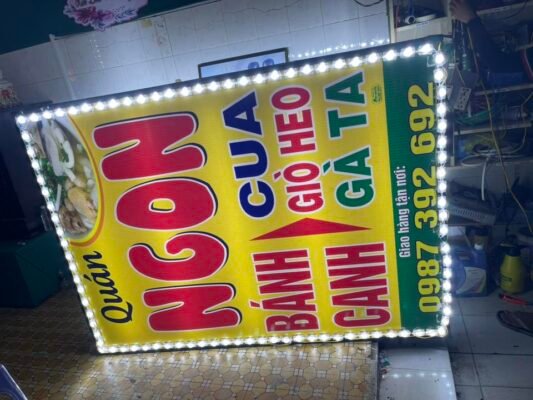 Quán
NGON
BÁNH CANH
CUA
GIÒ HEO
GÀ TA
Giao hàng tận nơi:
0987 392 692